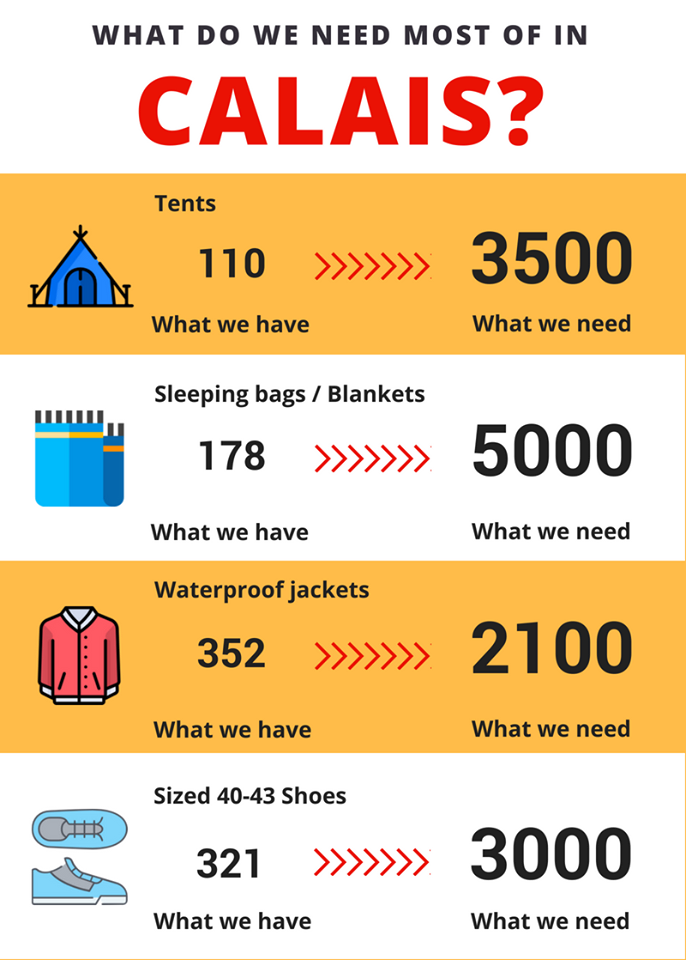 WHAT DO WE NEED MOST OF IN
CALAIS?
Tents
110 3500
What we have What we need
Sleeping bags / Blankets
178 5000
What we have What we need
Waterproof jackets
352 2100
What we have What we need
Sized 40-43 Shoes
321 3000
What we have What we need